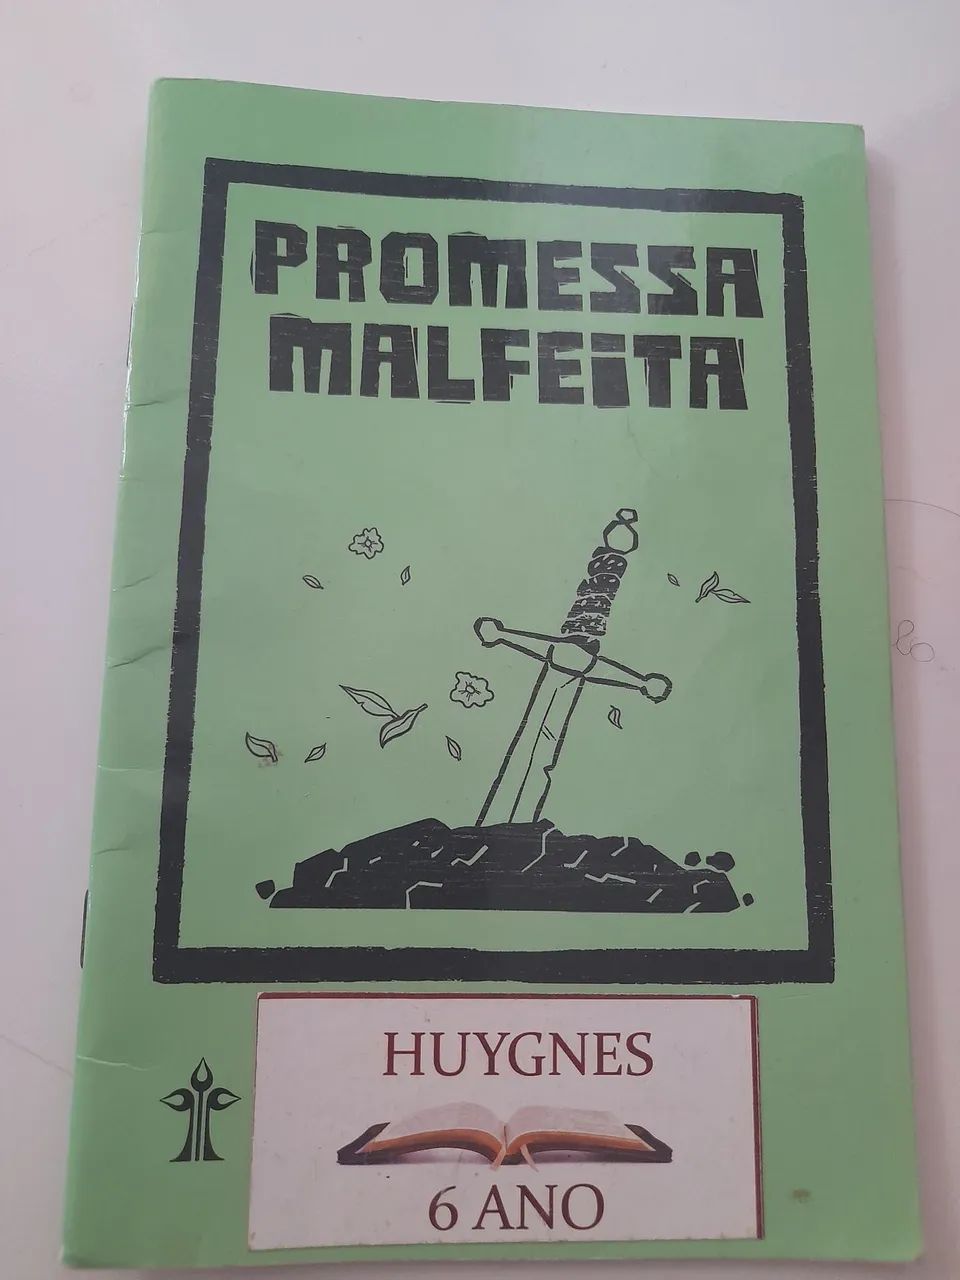 PROMESSA
MALFEiTA
HUYGNES
6 ANO